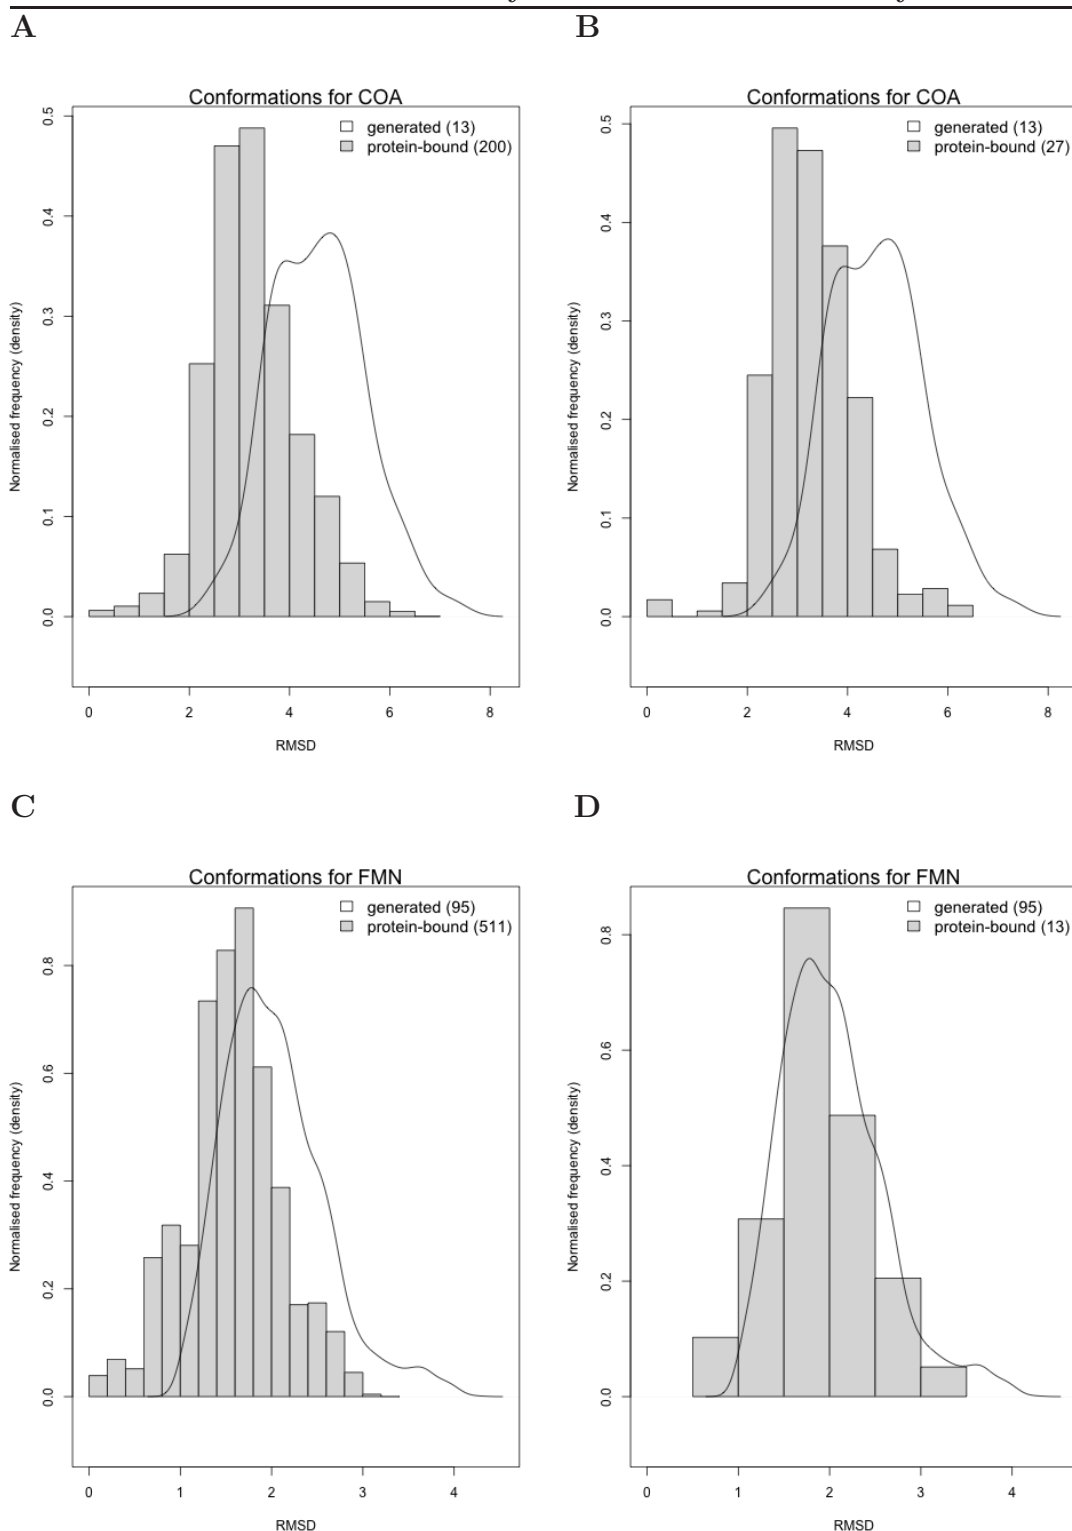 A
B
Conformations for COA
generated (13)
protein-bound (200)
Normalised frequency (density)
0.5
0.4
0.3
0.2
0.1
0.0
0 2 4 6 8
RMSD
Conformations for COA
generated (13)
protein-bound (27)
Normalised frequency (density)
0.5
0.4
0.3
0.2
0.1
0.0
0 2 4 6 8
RMSD
C
D
Conformations for FMN
generated (95)
protein-bound (511)
Normalised frequency (density)
0.8
0.6
0.4
0.2
0.0
0 1 2 3 4
RMSD
Conformations for FMN
generated (95)
protein-bound (13)
Normalised frequency (density)
0.8
0.6
0.4
0.2
0.0
0 1 2 3 4
RMSD